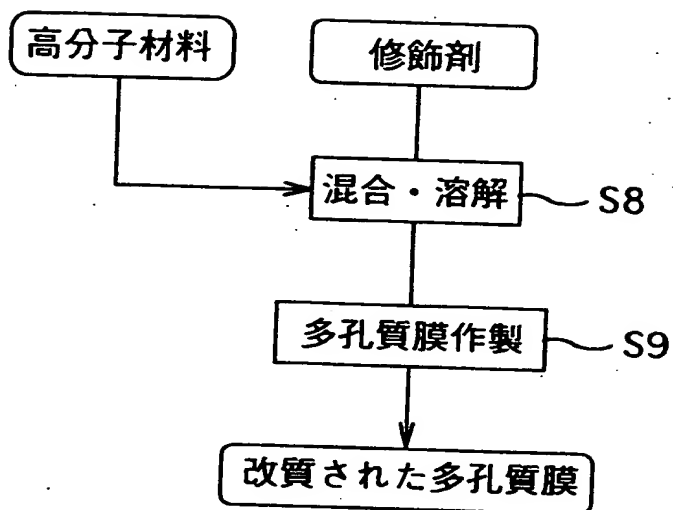 高分子材料
修飾剤
混合・溶解
S8
多孔質膜作製
S9
改質された多孔質膜